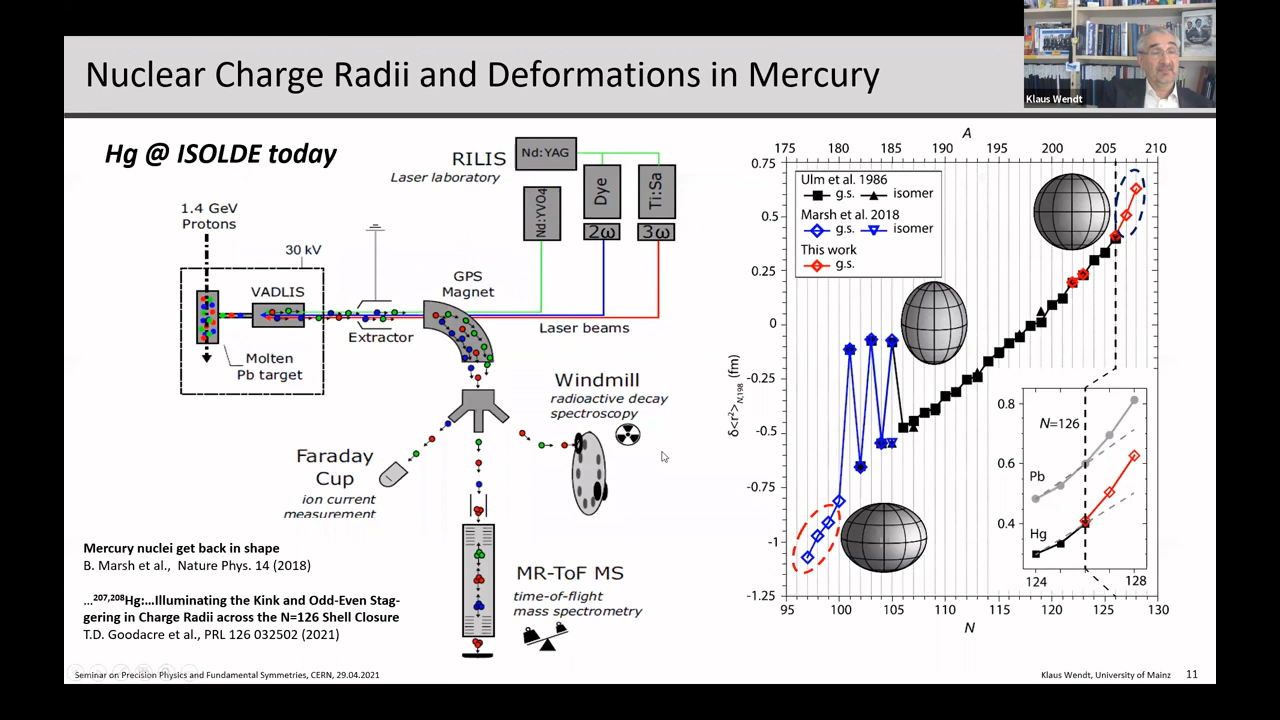 Nuclear Charge Radii and Deformations in Mercury
Klaus Wendt
Hg @ ISOLDE today
1.4 GeV
Protons
30 kV
VADLIS
Molten
Pb target
Extractor
GPS
Magnet
RILIS
Laser laboratory
Nd:YAG
Nd:YVO4
Dye
Ti:Sa
2ω
3ω
Laser beams
Windmill
radioactive decay
spectroscopy
Faraday
Cup
ion current
measurement
MR-ToF MS
time-of-flight
mass spectrometry
Mercury nuclei get back in shape
B. Marsh et al., Nature Phys. 14 (2018)
...²⁰⁷,²⁰⁸Hg:...Illuminating the Kink and Odd-Even Stag-
gering in Charge Radii across the N=126 Shell Closure
T.D. Goodacre et al., PRL 126 032502 (2021)
A
175 180 185 190 195 200 205 210
Ulm et al. 1986
g.s. isomer
Marsh et al. 2018
g.s. isomer
This work
g.s.
0.75
0.5
0.25
0
-0.25
-0.5
-0.75
-1
-1.25
δ<r²>N,198 (fm)
95 100 105 110 115 120 125 130
N
0.8
0.6
0.4
N=126
Pb
Hg
124 128
Seminar on Precision Physics and Fundamental Symmetries, CERN, 29.04.2021
Klaus Wendt, University of Mainz 11